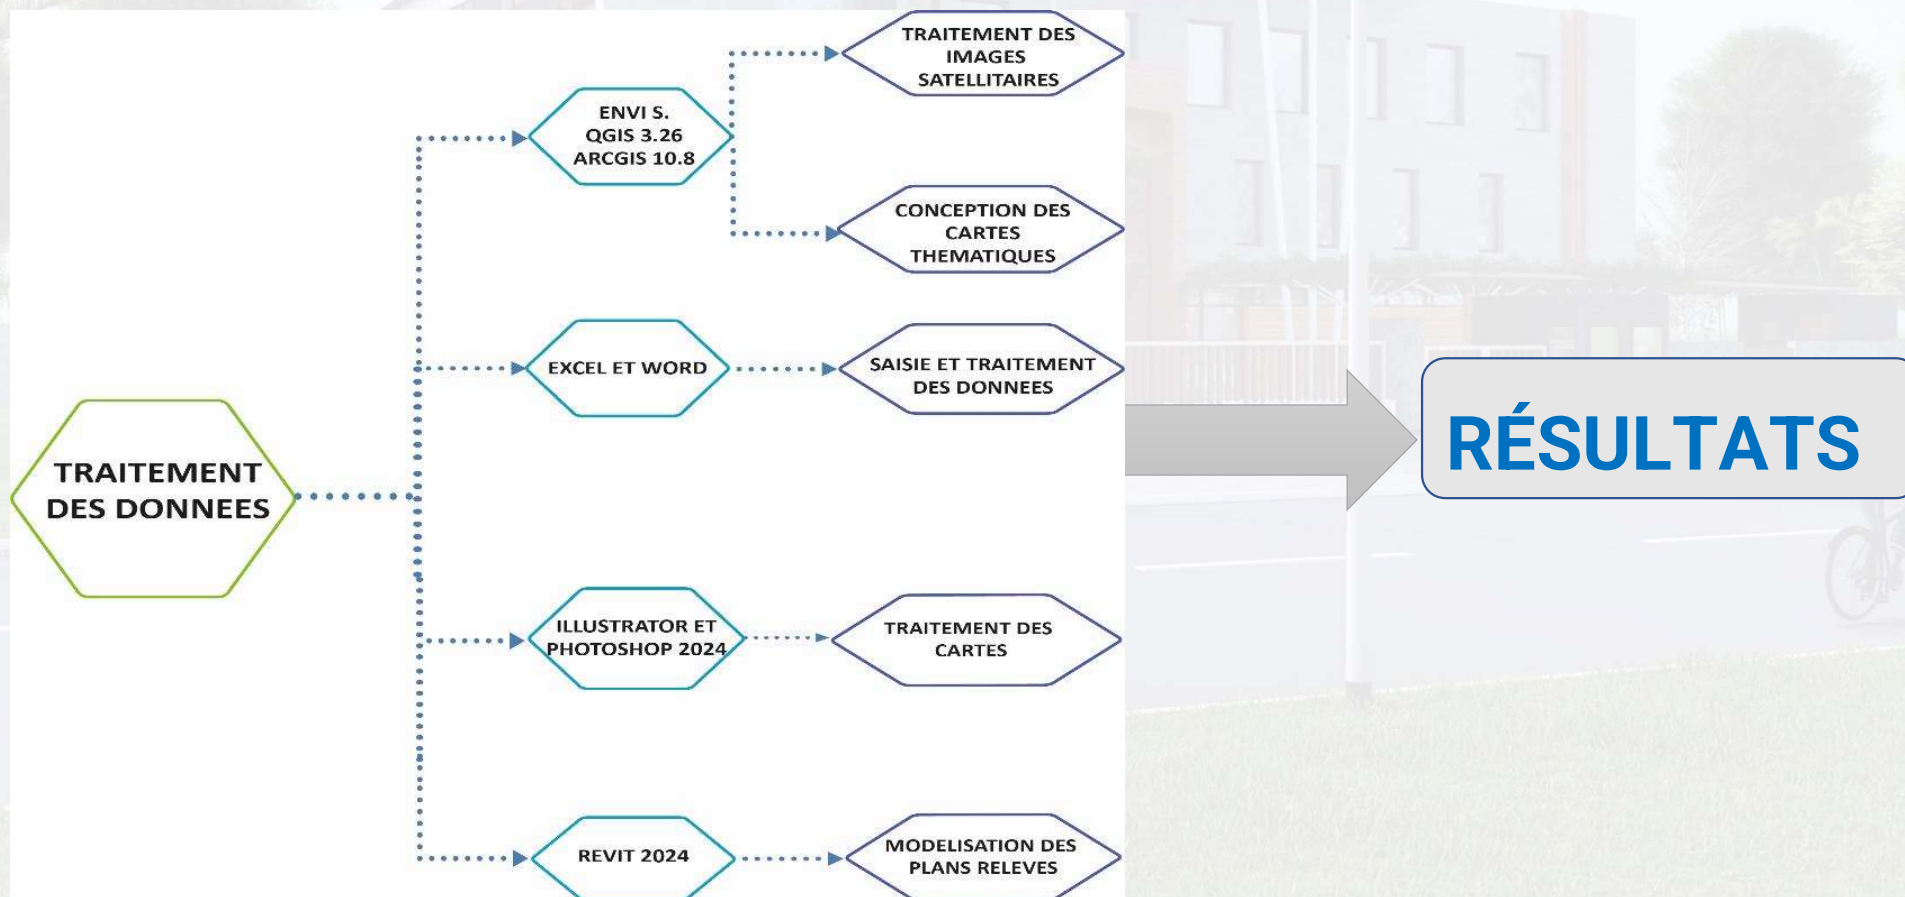 TRAITEMENT DES
IMAGES
SATELLITAIRES
ENVI S.
QGIS 3.26
ARCGIS 10.8
CONCEPTION DES
CARTES
THEMATIQUES
EXCEL ET WORD
SAISIE ET TRAITEMENT
DES DONNEES
TRAITEMENT
DES DONNEES
RÉSULTATS
ILLUSTRATOR ET
PHOTOSHOP 2024
TRAITEMENT DES
CARTES
REVIT 2024
MODELISATION DES
PLANS RELEVES